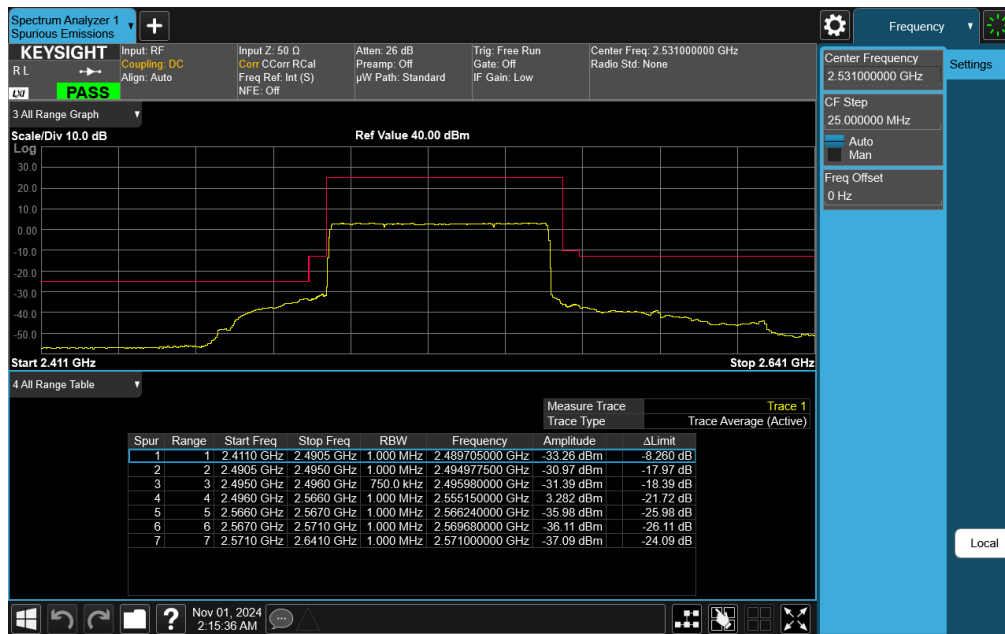 Spectrum Analyzer 1
Spurious Emissions
Frequency
KEYSIGHT
R L
LXI
PASS
Input: RF
Coupling: DC
Align: Auto
Input Z: 50 Ω
Corr CCorr RCal
Freq Ref: Int (S)
NFE: Off
Atten: 26 dB
Preamp: Off
µW Path: Standard
Trig: Free Run
Gate: Off
IF Gain: Low
Center Freq: 2.531000000 GHz
Radio Std: None
Center Frequency
2.531000000 GHz
Settings
CF Step
25.000000 MHz
Auto
Man
Freq Offset
0 Hz
3 All Range Graph
Scale/Div 10.0 dB
Ref Value 40.00 dBm
Log
30.0
20.0
10.0
0.00
-10.0
-20.0
-30.0
-40.0
-50.0
Start 2.411 GHz
Stop 2.641 GHz
4 All Range Table
Measure Trace Trace 1
Trace Type Trace Average (Active)
Spur Range Start Freq Stop Freq RBW Frequency Amplitude ΔLimit
1 1 2.4110 GHz 2.4905 GHz 1.000 MHz 2.489705000 GHz -33.26 dBm -8.260 dB
2 2 2.4905 GHz 2.4950 GHz 1.000 MHz 2.494977500 GHz -30.97 dBm -17.97 dB
3 3 2.4950 GHz 2.4960 GHz 750.0 kHz 2.495980000 GHz -31.39 dBm -18.39 dB
4 4 2.4960 GHz 2.5660 GHz 1.000 MHz 2.555150000 GHz 3.282 dBm -21.72 dB
5 5 2.5660 GHz 2.5670 GHz 1.000 MHz 2.566240000 GHz -35.98 dBm -25.98 dB
6 6 2.5670 GHz 2.5710 GHz 1.000 MHz 2.569680000 GHz -36.11 dBm -26.11 dB
7 7 2.5710 GHz 2.6410 GHz 1.000 MHz 2.571000000 GHz -37.09 dBm -24.09 dB
Local
?
Nov 01, 2024
2:15:36 AM